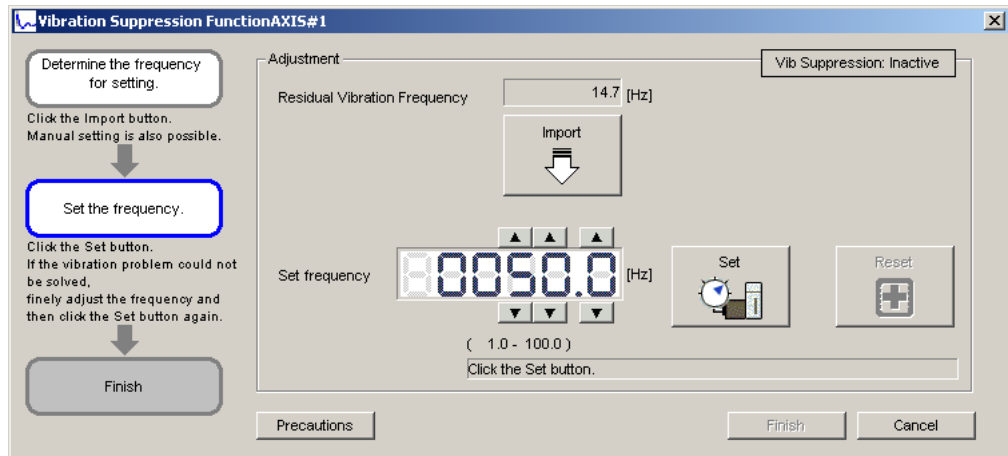 Vibration Suppression FunctionAXIS#1
Determine the frequency
for setting.
Click the Import button.
Manual setting is also possible.
Set the frequency.
Click the Set button.
If the vibration problem could not
be solved,
finely adjust the frequency and
then click the Set button again.
Finish
Adjustment
Vib Suppression: Inactive
Residual Vibration Frequency
14.7 [Hz]
Import
Set frequency
0050.0 [Hz]
( 1.0 - 100.0 )
Click the Set button.
Set
Reset
Precautions
Finish
Cancel